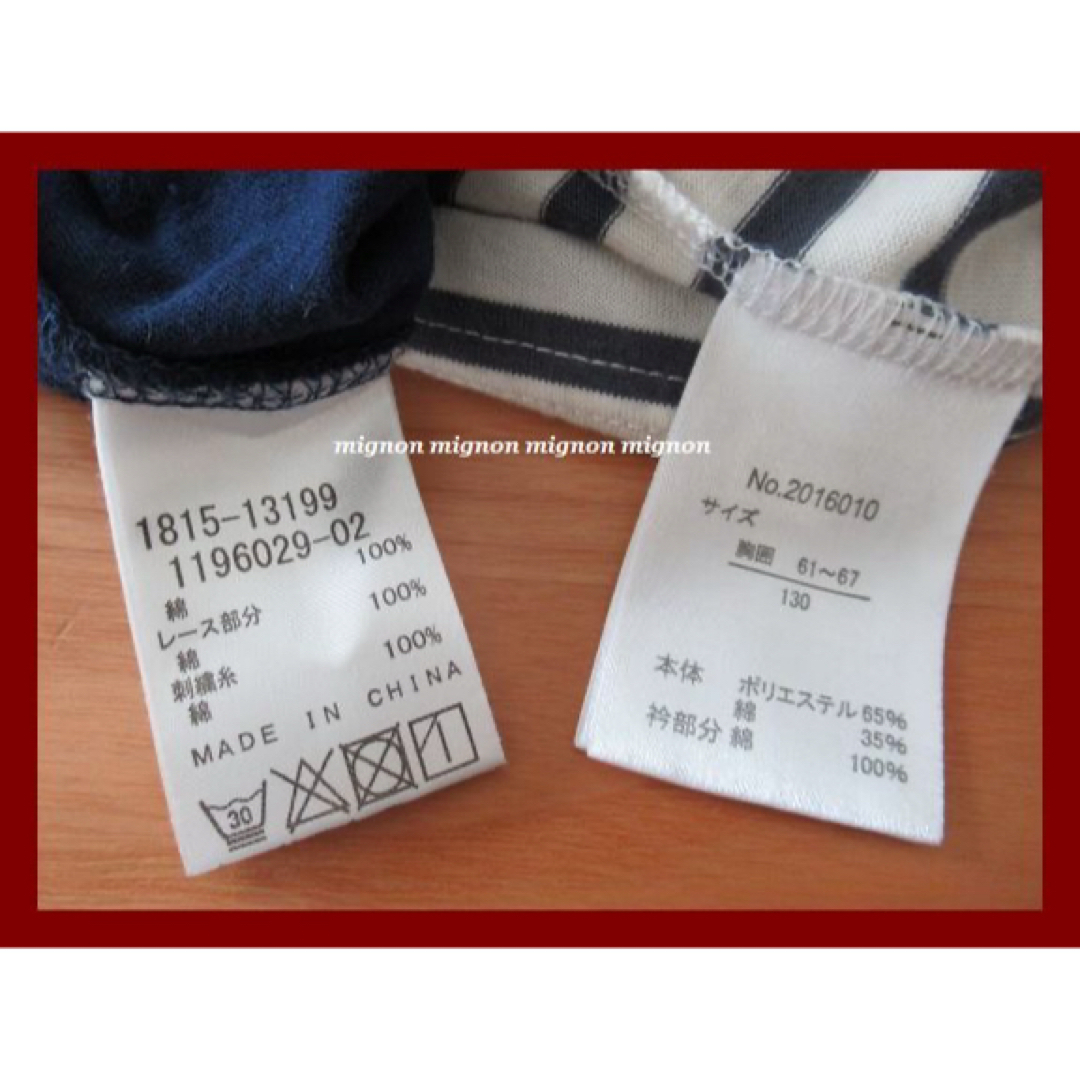 mignon mignon mignon mignon
1815-13199
1196029-02
綿 100%
レース部分
綿 100%
刺繍糸
綿 100%
MADE IN CHINA
30
No.2016010
サイズ
胸囲 61～67
130
本体 ポリエステル 65%
綿 35%
衿部分 綿 100%